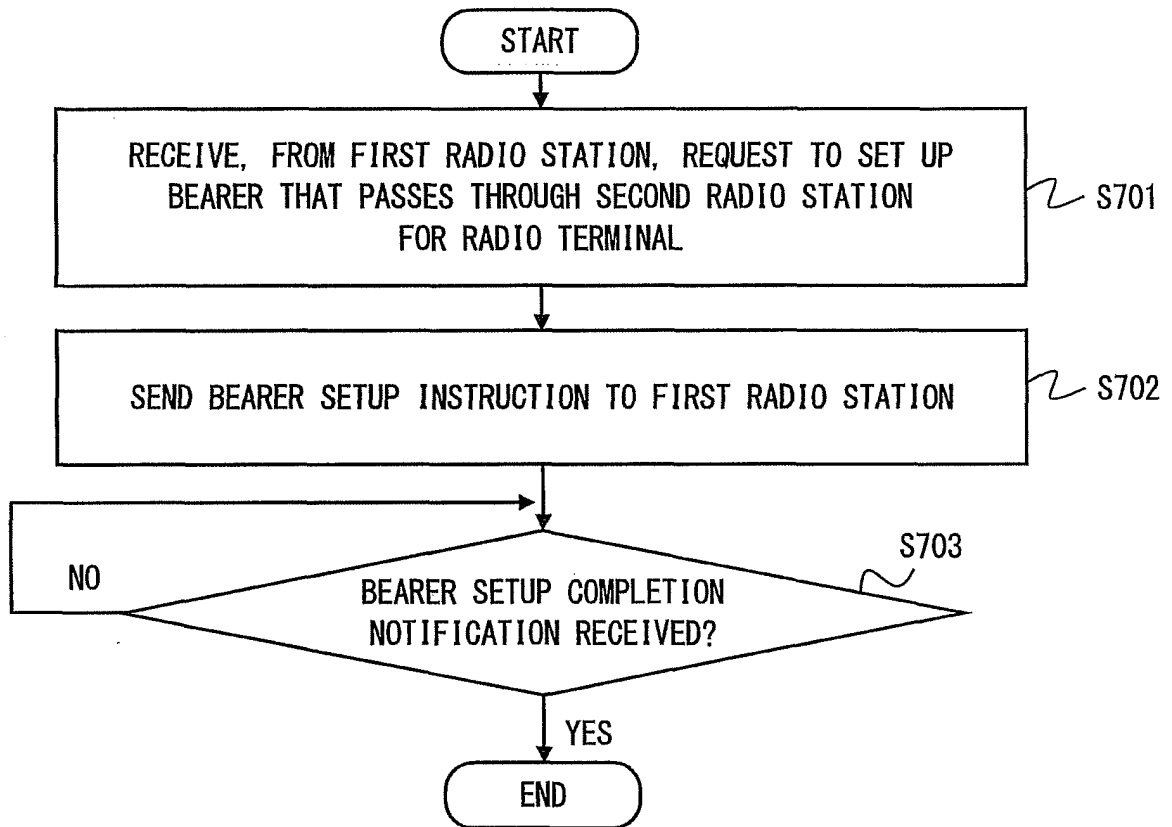 START
RECEIVE, FROM FIRST RADIO STATION, REQUEST TO SET UP
BEARER THAT PASSES THROUGH SECOND RADIO STATION
FOR RADIO TERMINAL
S701
SEND BEARER SETUP INSTRUCTION TO FIRST RADIO STATION
S702
S703
NO
BEARER SETUP COMPLETION
NOTIFICATION RECEIVED?
YES
END